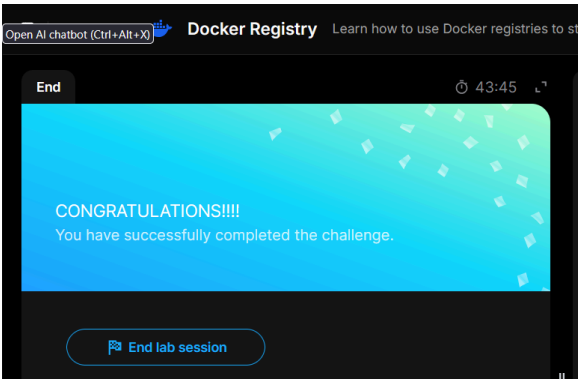 Open AI chatbot (Ctrl+Alt+X)
Docker Registry Learn how to use Docker registries to st
End
43:45
CONGRATULATIONS!!!!
You have successfully completed the challenge.
End lab session